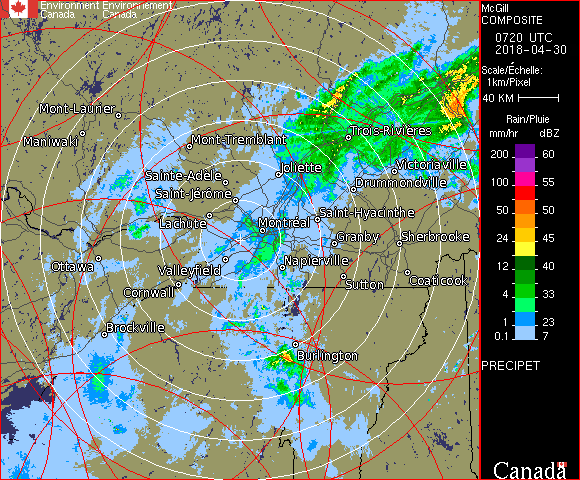 Environment Environnement
Canada Canada
McGill
COMPOSITE
0720 UTC
2018-04-30
Scale/Échelle:
1km/Pixel
40 KM
Rain/Pluie
mm/hr dBZ
200 60
100 55
50 50
24 45
12 40
4 33
1 23
0.1 7
PRECIPET
Canada
Mont-Laurier
Maniwaki
Mont-Tremblant
Trois-Rivières
Sainte-Adèle
Joliette
Victoriaville
Saint-Jérôme
Drummondville
Lachute
Saint-Hyacinthe
Montréal
Granby
Sherbrooke
Ottawa
Valleyfield
Napierville
Cornwall
Sutton
Coaticook
Brockville
Burlington